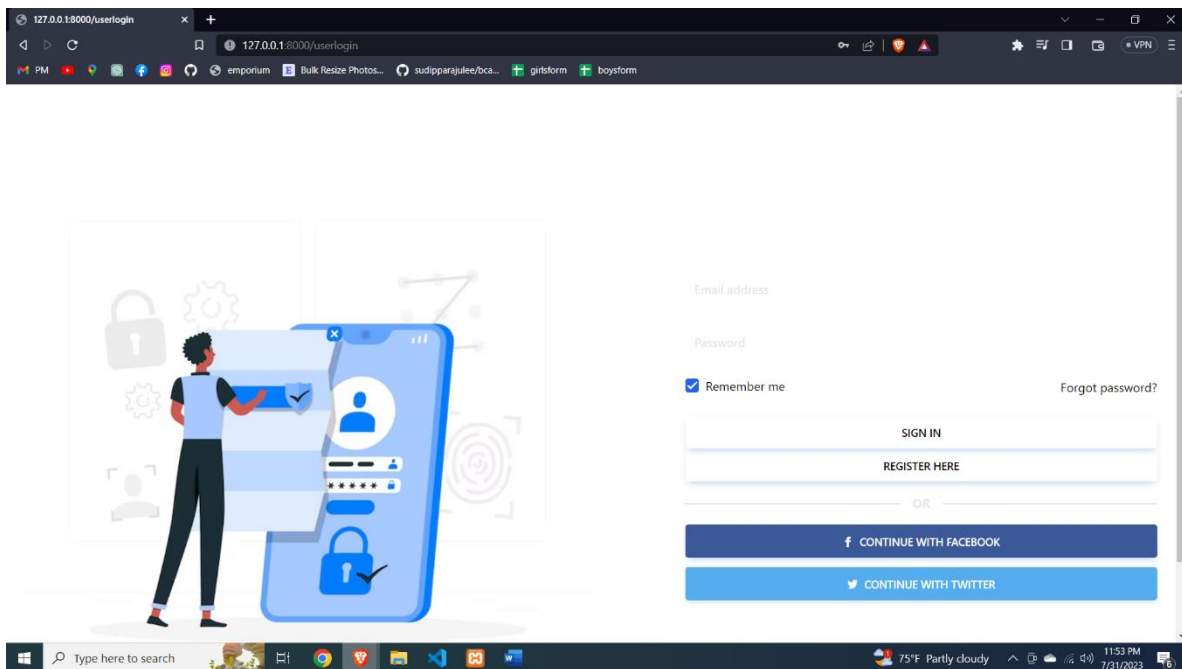 127.0.0.1:8000/userlogin
127.0.0.1:8000/userlogin
VPN
PM
emporium
E Bulk Resize Photos...
sudipparajulee/bca...
girlsform
boysform
Email address
Password
Remember me
Forgot password?
SIGN IN
REGISTER HERE
OR
f CONTINUE WITH FACEBOOK
CONTINUE WITH TWITTER
*****
Type here to search
75°F Partly cloudy
11:53 PM
7/31/2023
6